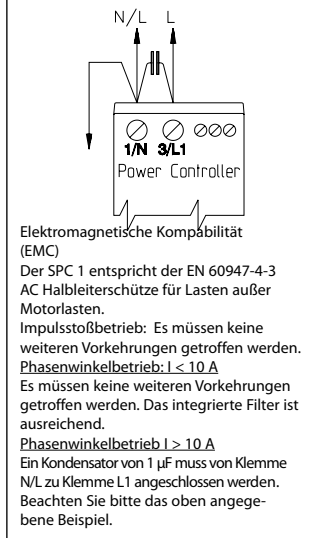 N/L L
1/N 3/L1
Power Controller
Elektromagnetische Kompabilität
(EMC)
Der SPC 1 entspricht der EN 60947-4-3
AC Halbleiterschütze für Lasten außer
Motorlasten.
Impulsstoßbetrieb: Es müssen keine
weiteren Vorkehrungen getroffen werden.
Phasenwinkelbetrieb: I < 10 A
Es müssen keine weiteren Vorkehrungen
getroffen werden. Das integrierte Filter ist
ausreichend.
Phasenwinkelbetrieb I > 10 A
Ein Kondensator von 1 µF muss von Klemme
N/L zu Klemme L1 angeschlossen werden.
Beachten Sie bitte das oben angege-
bene Beispiel.